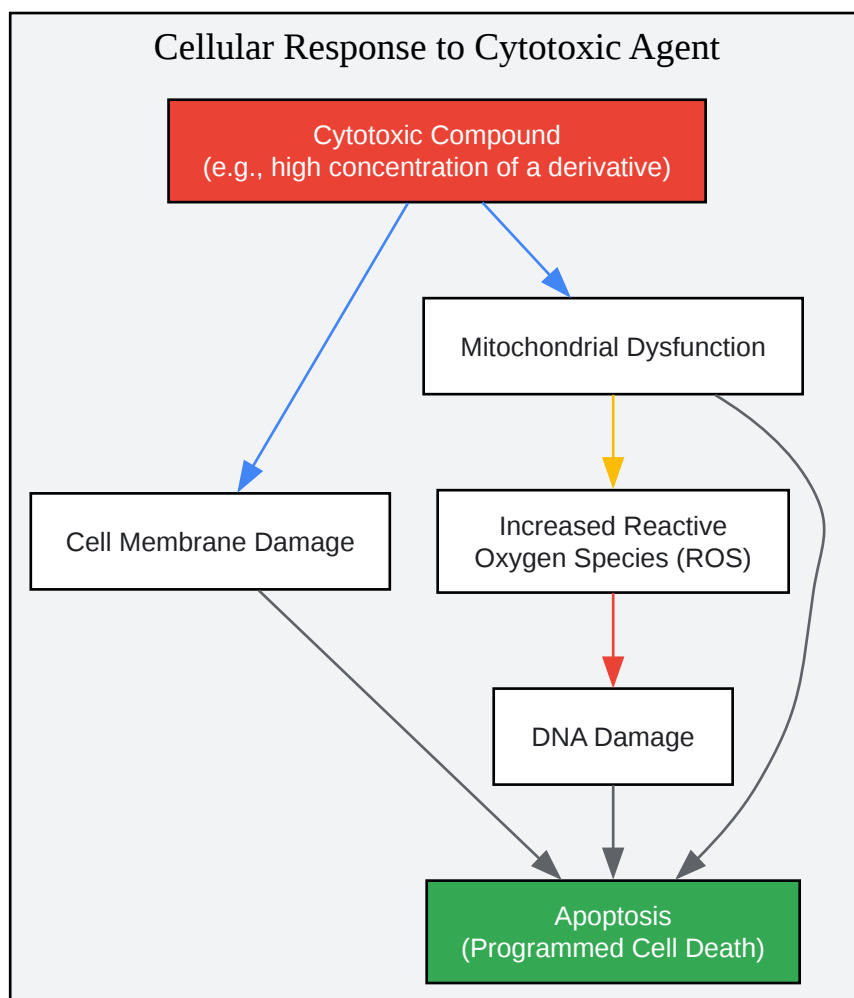 Cellular Response to Cytotoxic Agent
Cytotoxic Compound
(e.g., high concentration of a derivative)
Mitochondrial Dysfunction
Cell Membrane Damage
Increased Reactive
Oxygen Species (ROS)
DNA Damage
Apoptosis
(Programmed Cell Death)